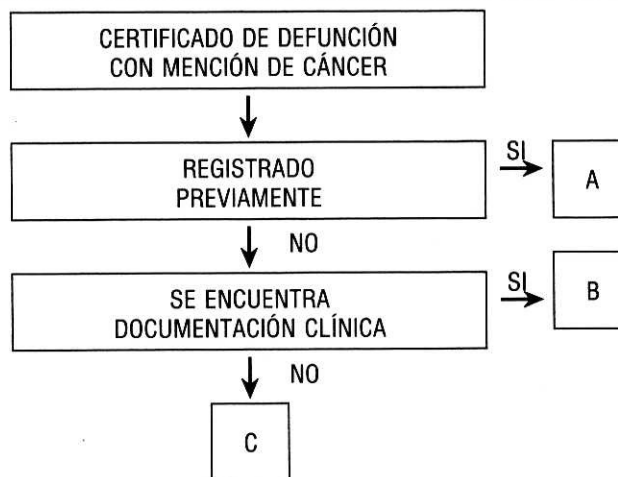 CERTIFICADO DE DEFUNCIÓN
CON MENCIÓN DE CÁNCER
REGISTRADO
PREVIAMENTE
SI
A
NO
SE ENCUENTRA
DOCUMENTACIÓN CLÍNICA
SI
B
NO
C